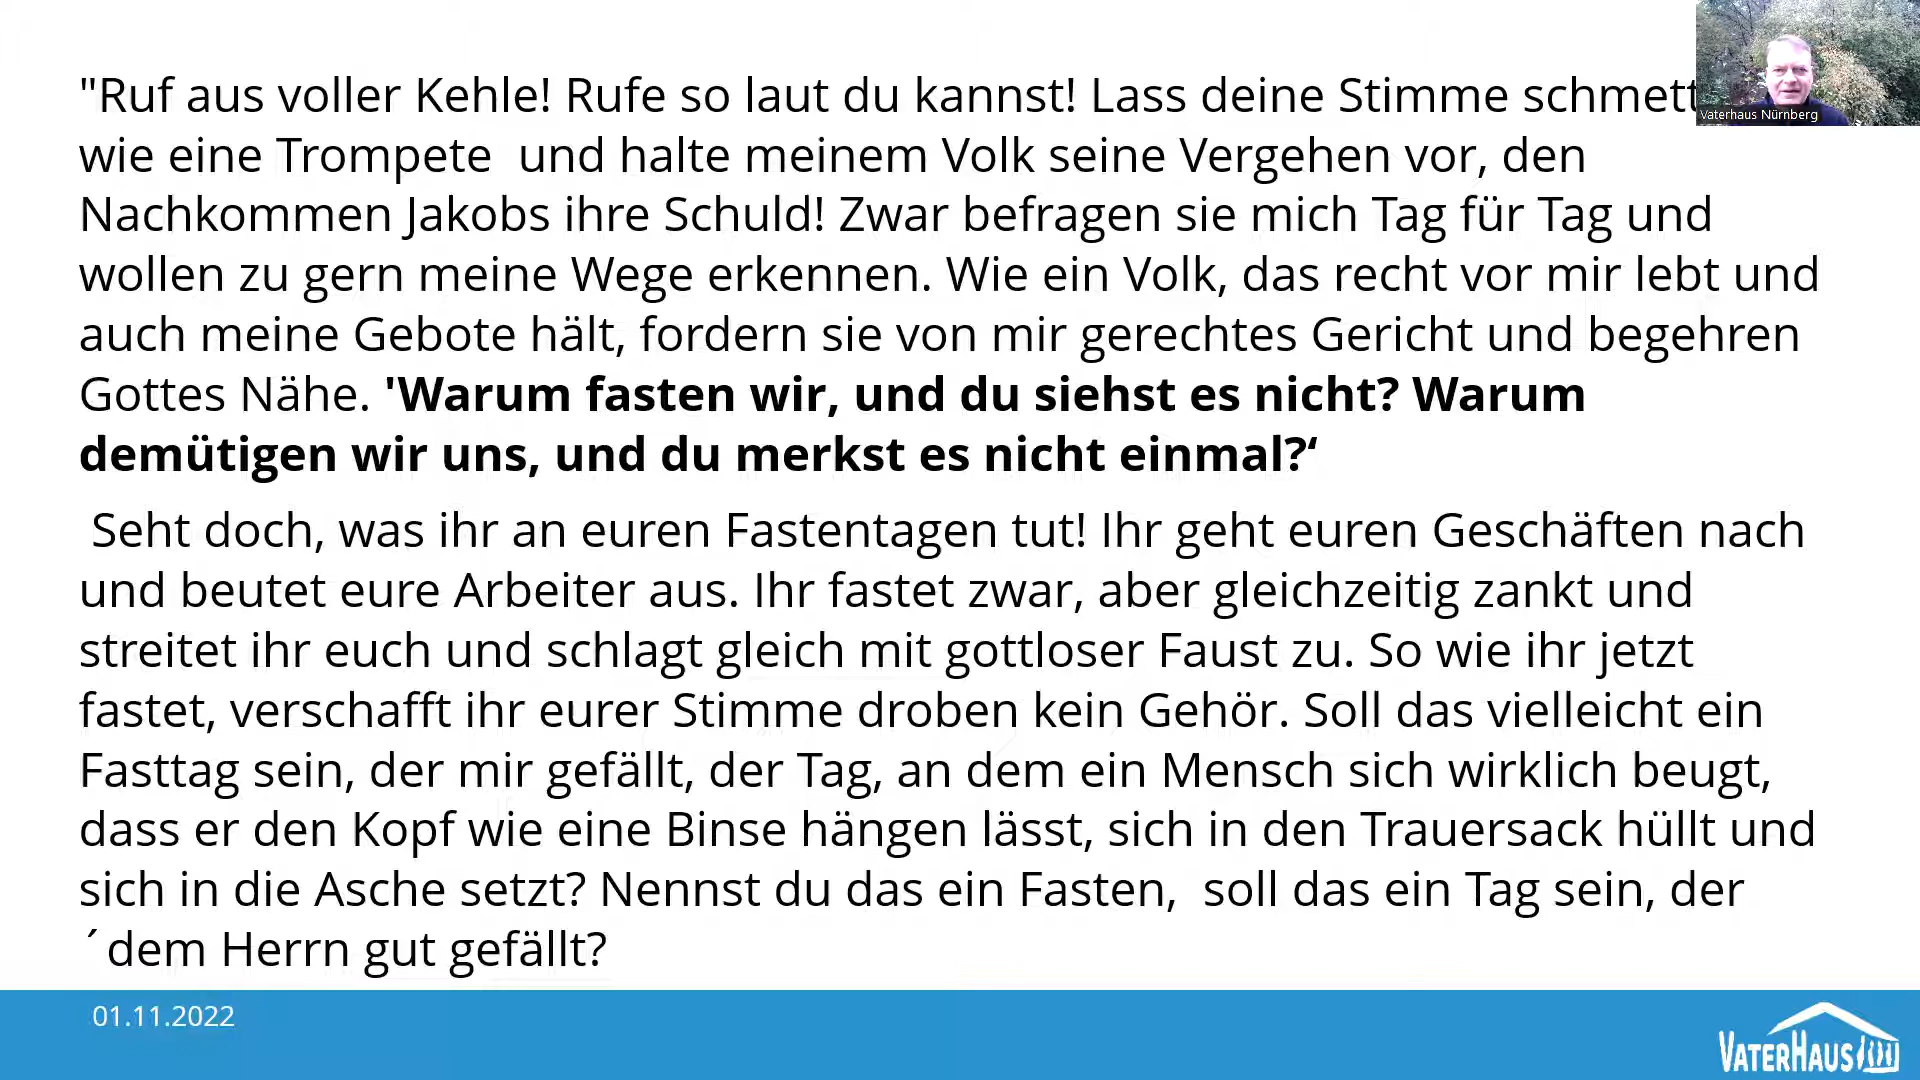 "Ruf aus voller Kehle! Rufe so laut du kannst! Lass deine Stimme
wie eine Trompete  und halte meinem Volk seine Vergehen vor, den
Nachkommen Jakobs ihre Schuld! Zwar befragen sie mich Tag für Tag und
wollen zu gern meine Wege erkennen. Wie ein Volk, das recht vor mir lebt und
auch meine Gebote hält, fordern sie von mir gerechtes Gericht und begehren
Gottes Nähe. 'Warum fasten wir, und du siehst es nicht? Warum
demütigen wir uns, und du merkst es nicht einmal?‘
Seht doch, was ihr an euren Fastentagen tut! Ihr geht euren Geschäften nach
und beutet eure Arbeiter aus. Ihr fastet zwar, aber gleichzeitig zankt und
streitet ihr euch und schlagt gleich mit gottloser Faust zu. So wie ihr jetzt
fastet, verschafft ihr eurer Stimme droben kein Gehör. Soll das vielleicht ein
Fasttag sein, der mir gefällt, der Tag, an dem ein Mensch sich wirklich beugt,
dass er den Kopf wie eine Binse hängen lässt, sich in den Trauersack hüllt und
sich in die Asche setzt? Nennst du das ein Fasten,  soll das ein Tag sein, der
´dem Herrn gut gefällt?
Vaterhaus Nürnberg
01.11.2022
VATERHAUS